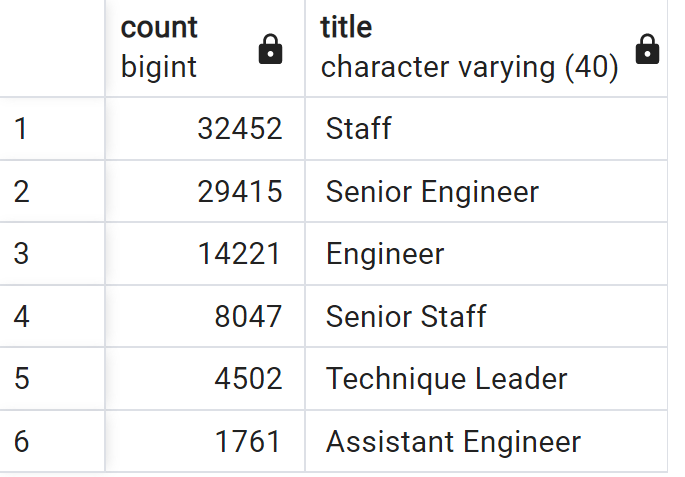 count title
bigint character varying (40)
1 32452 Staff
2 29415 Senior Engineer
3 14221 Engineer
4 8047 Senior Staff
5 4502 Technique Leader
6 1761 Assistant Engineer